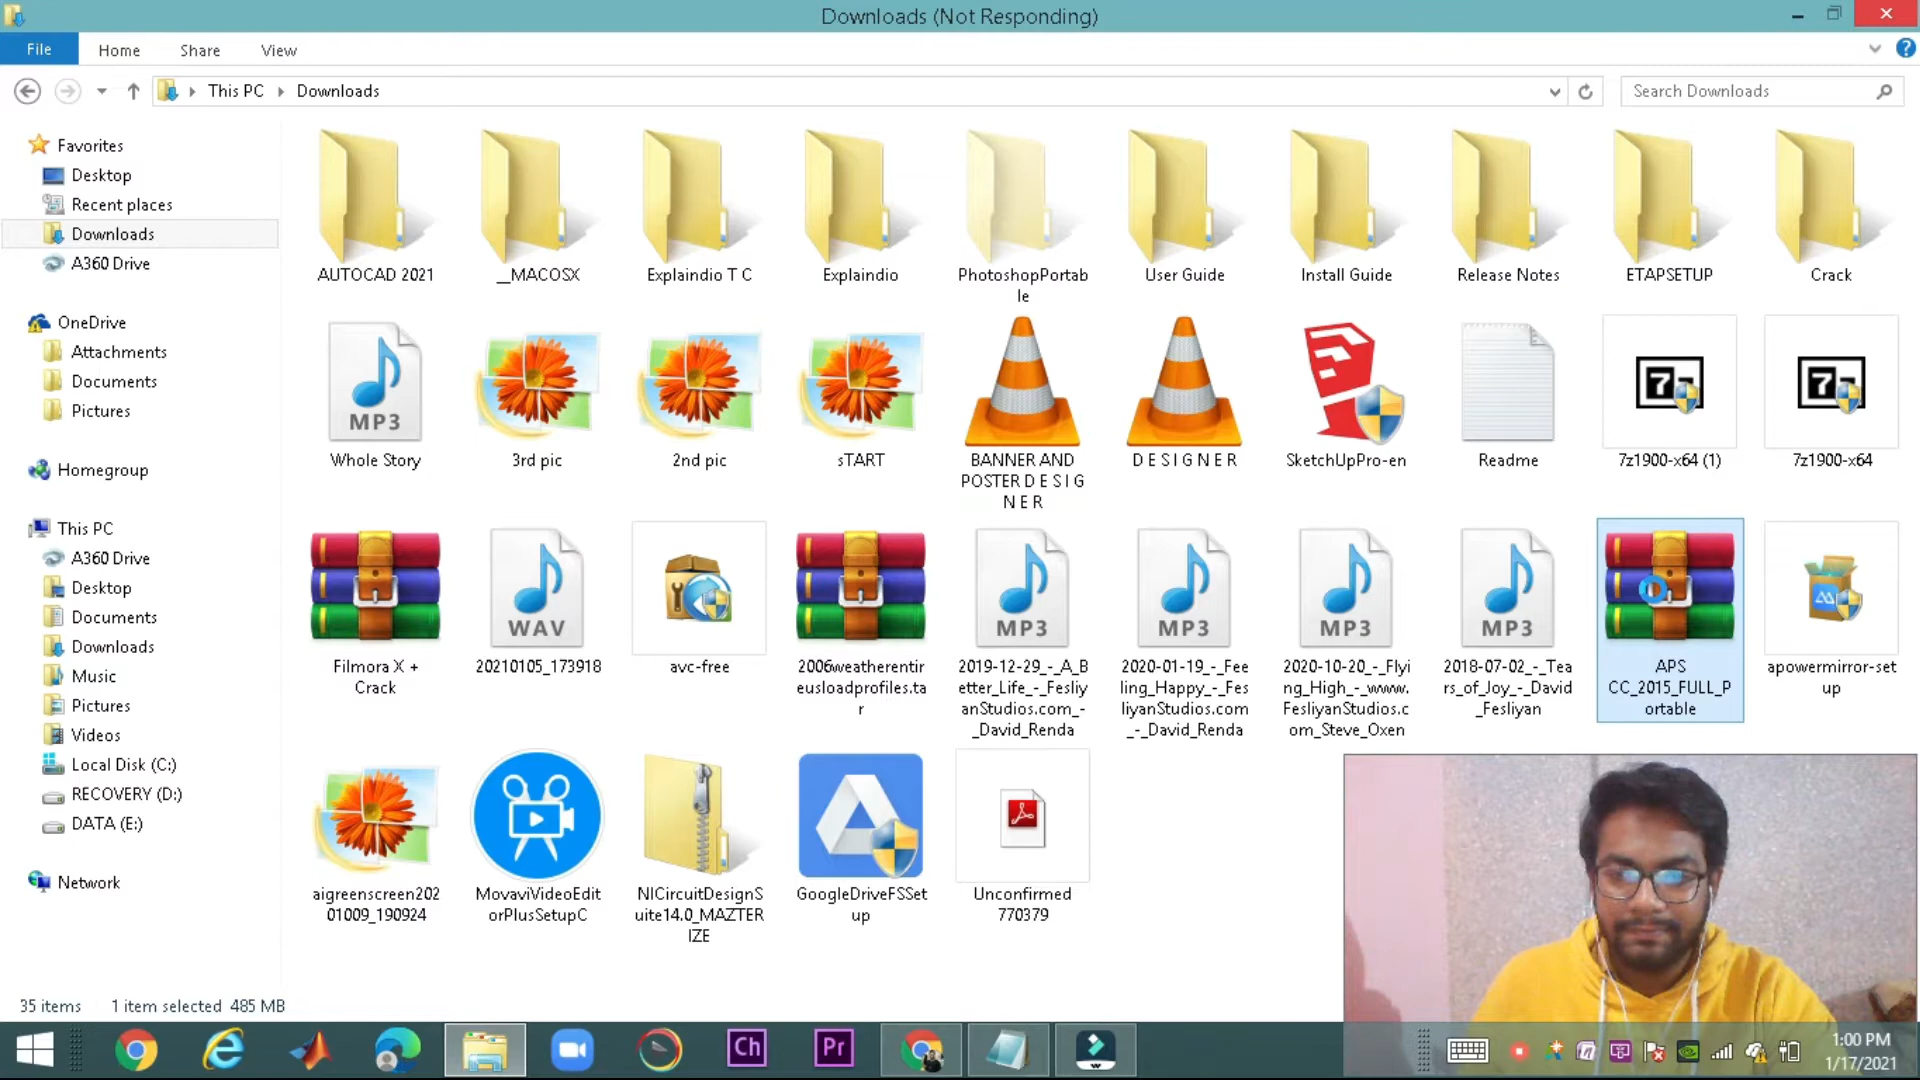 Downloads (Not Responding)
File
Home
Share
View
This PC
Downloads
Search Downloads
Favorites
Desktop
Recent places
Downloads
A360 Drive
OneDrive
Attachments
Documents
Pictures
Homegroup
This PC
A360 Drive
Desktop
Documents
Downloads
Music
Pictures
Videos
Local Disk (C:)
RECOVERY (D:)
DATA (E:)
Network
AUTOCAD 2021
__MACOSX
Explaindio T C
Explaindio
PhotoshopPortab
le
User Guide
Install Guide
Release Notes
ETAPSETUP
Crack
MP3
Whole Story
3rd pic
2nd pic
sTART
BANNER AND
POSTER D E S I G
N E R
D E S I G N E R
SketchUpPro-en
Readme
7z
7z1900-x64 (1)
7z
7z1900-x64
Filmora X +
Crack
WAV
20210105_173918
avc-free
2006weatherentir
eusloadprofiles.ta
r
MP3
2019-12-29_-_A_B
etter_Life_-_Fesliy
anStudios.com_-
_David_Renda
MP3
2020-01-19_-_Fee
ling_Happy_-_Fes
liyanStudios.com
_-_David_Renda
MP3
2020-10-20_-_Flyi
ng_High_-_www.
FesliyanStudios.c
om_Steve_Oxen
MP3
2018-07-02_-_Tea
rs_of_Joy_-_David
_Fesliyan
APS
CC_2015_FULL_P
ortable
apowermirror-set
up
aigreenscreen202
01009_190924
MovaviVideoEdit
orPlusSetupC
NICircuitDesignS
uite14.0_MAZTER
IZE
GoogleDriveFSSet
up
Unconfirmed
770379
35 items
1 item selected 485 MB
Ch
Pr
1:00 PM
1/17/2021